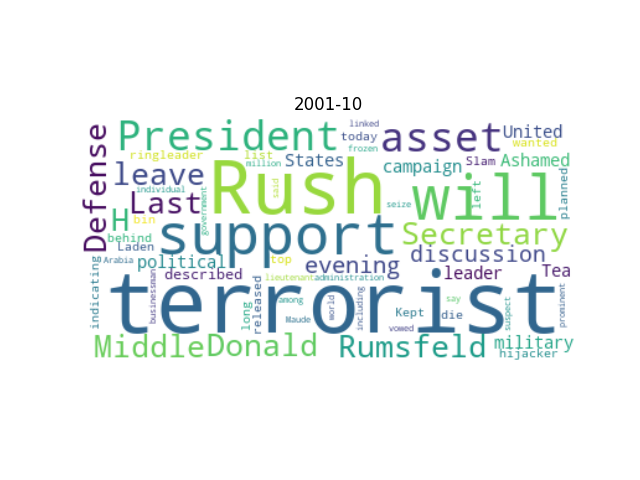 2001-10
Defense
President
linked
today
frozen
asset
United
wanted
ringleader
list
million
States
campaign
Slam
Ashamed
leave
individual
government
said
Rush
seize
will
left
planned
Last
H
bin
behind
Laden
support
Secretary
Arabia
political
top
evening
discussion
indicating
businessman
described
lieutenant
administration
leader
Tea
terrorist
long
released
among
Maude
world
including
Kept
vowed
die
say
suspect
prominent
Middle
Donald
Rumsfeld
military
hijacker